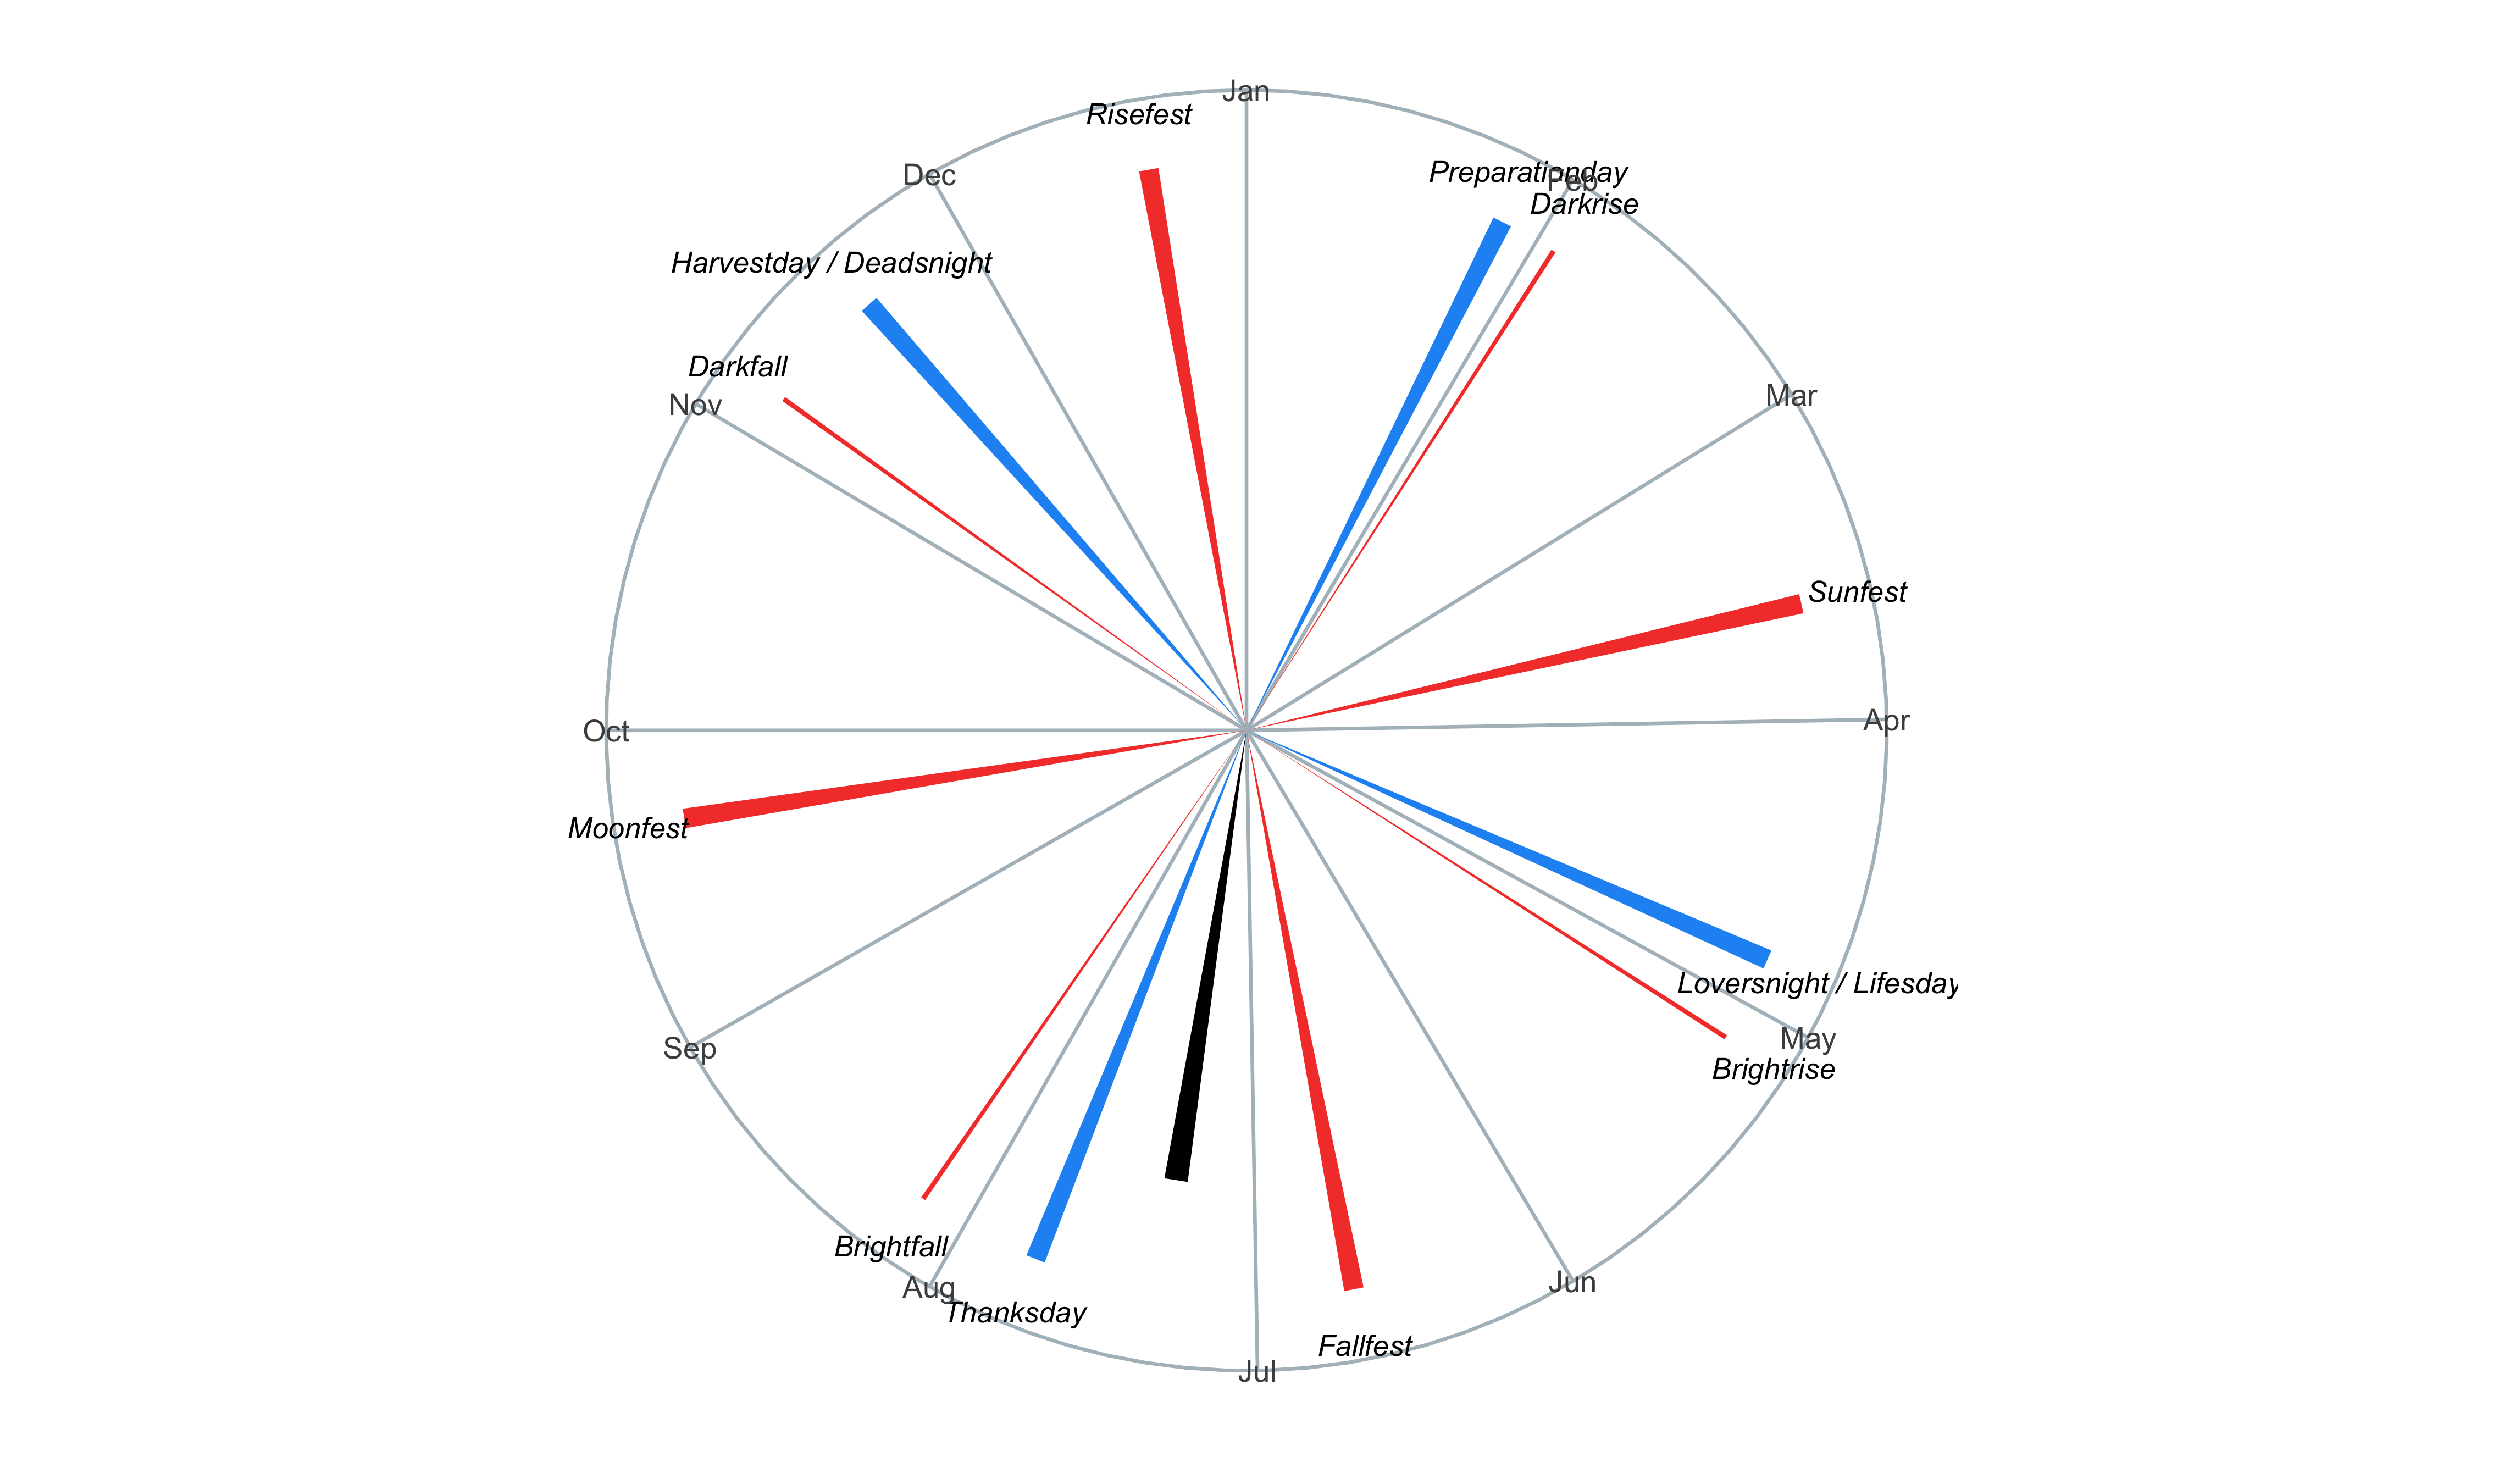 Jan
Risefest
Dec
Preparationday
Feb
Darkrise
Harvestday / Deadsnight
Darkfall
Nov
Mar
Sunfest
Oct
Apr
Moonfest
Loversnight / Lifesday
Sep
May
Brightrise
Brightfall
Aug
Jun
Thanksday
Fallfest
Jul